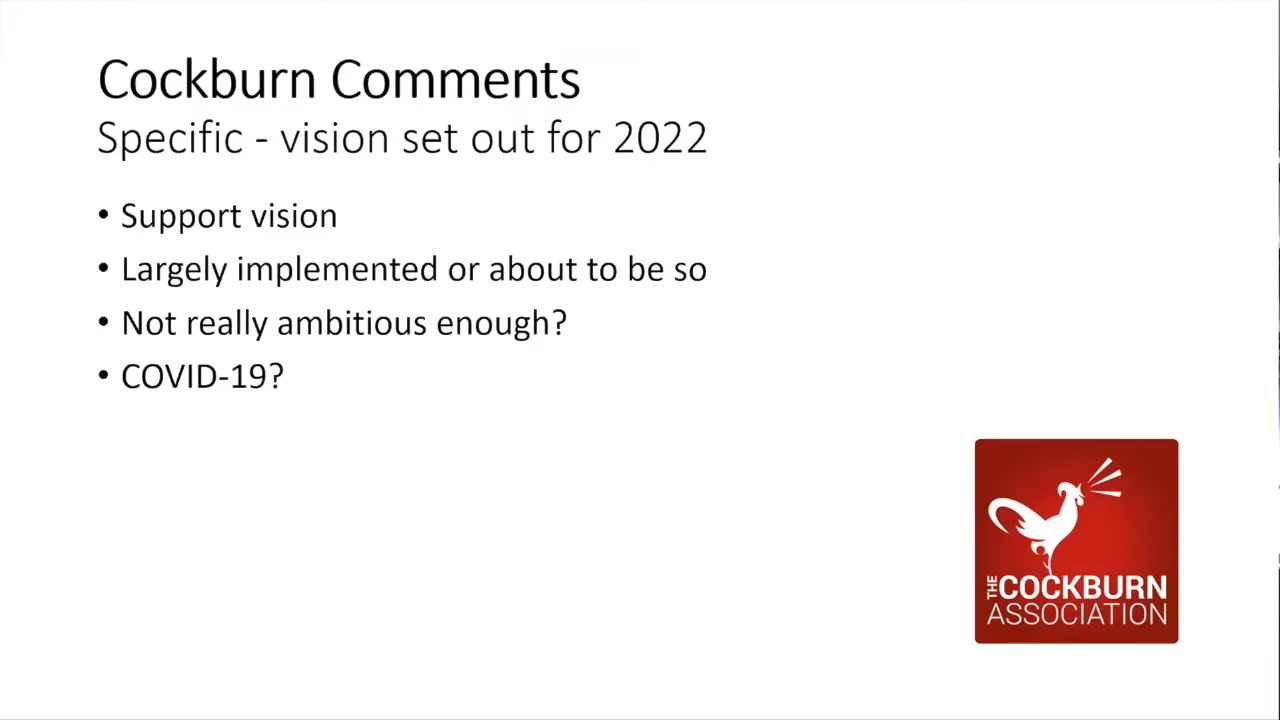 Cockburn Comments
Specific - vision set out for 2022
• Support vision
• Largely implemented or about to be so
• Not really ambitious enough?
• COVID-19?
THE COCKBURN
ASSOCIATION